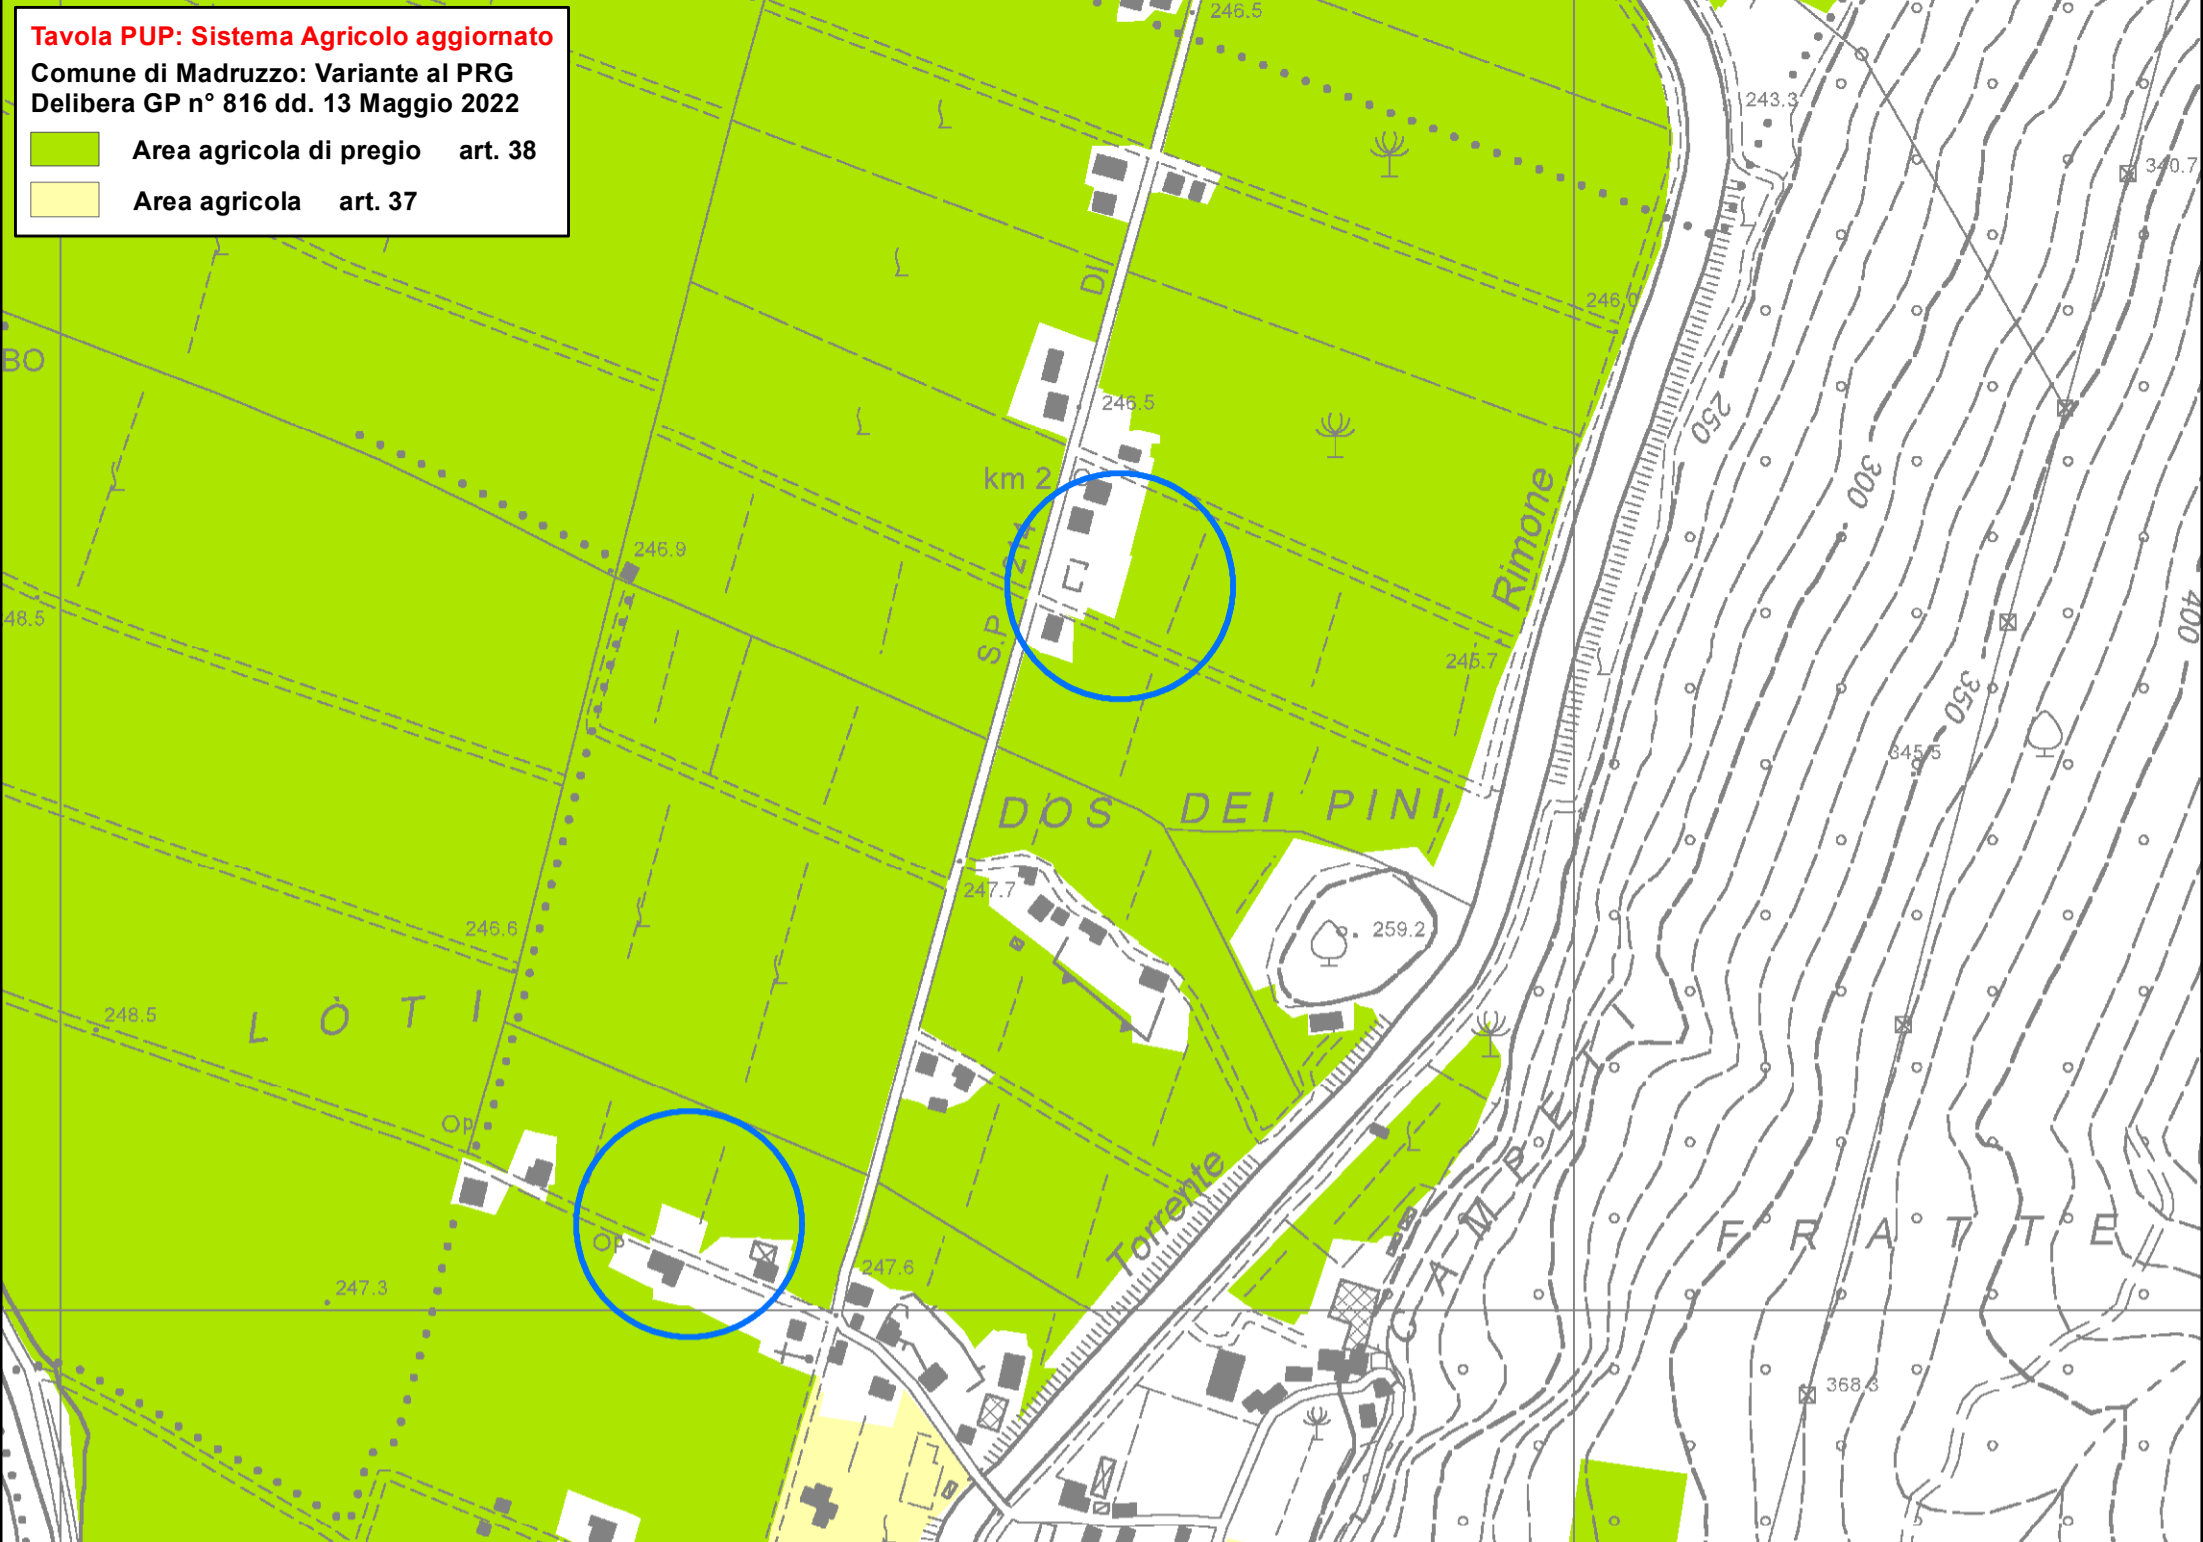 Tavola PUP: Sistema Agricolo aggiornato
Comune di Madruzzo: Variante al PRG
Delibera GP n° 816 dd. 13 Maggio 2022
Area agricola di pregio art. 38
Area agricola art. 37
246.5
243.3
340.7
DI
246.0
BO
246.5
250
km 2
300
Rimone
S.P. 214
246.9
48.5
400
245.7
350
345.5
DOS DEI PINI
247.7
246.6
259.2
LÒTI
248.5
Op
CAMPETTI
Torrente
FRATTE
Op
247.6
247.3
368.3